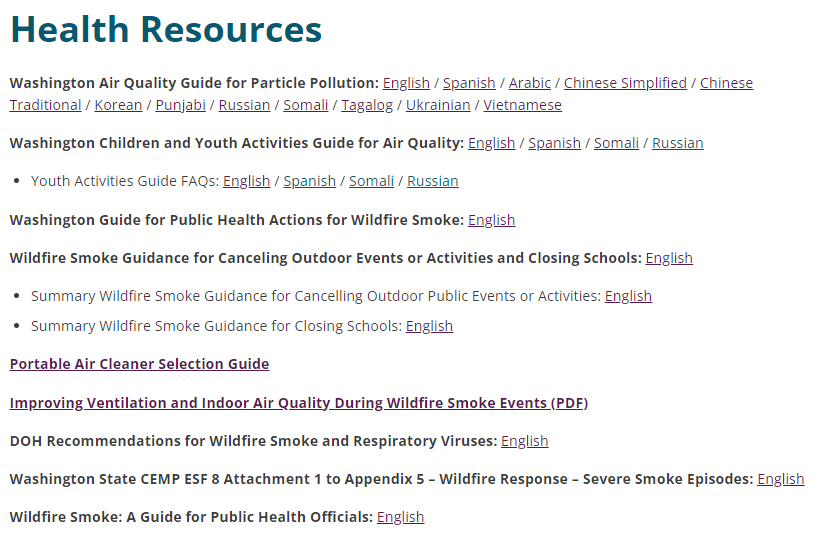 Health Resources
Washington Air Quality Guide for Particle Pollution: English / Spanish / Arabic / Chinese Simplified / Chinese
Traditional / Korean / Punjabi / Russian / Somali / Tagalog / Ukrainian / Vietnamese
Washington Children and Youth Activities Guide for Air Quality: English / Spanish / Somali / Russian
• Youth Activities Guide FAQs: English / Spanish / Somali / Russian
Washington Guide for Public Health Actions for Wildfire Smoke: English
Wildfire Smoke Guidance for Canceling Outdoor Events or Activities and Closing Schools: English
• Summary Wildfire Smoke Guidance for Cancelling Outdoor Public Events or Activities: English
• Summary Wildfire Smoke Guidance for Closing Schools: English
Portable Air Cleaner Selection Guide
Improving Ventilation and Indoor Air Quality During Wildfire Smoke Events (PDF)
DOH Recommendations for Wildfire Smoke and Respiratory Viruses: English
Washington State CEMP ESF 8 Attachment 1 to Appendix 5 – Wildfire Response – Severe Smoke Episodes: English
Wildfire Smoke: A Guide for Public Health Officials: English